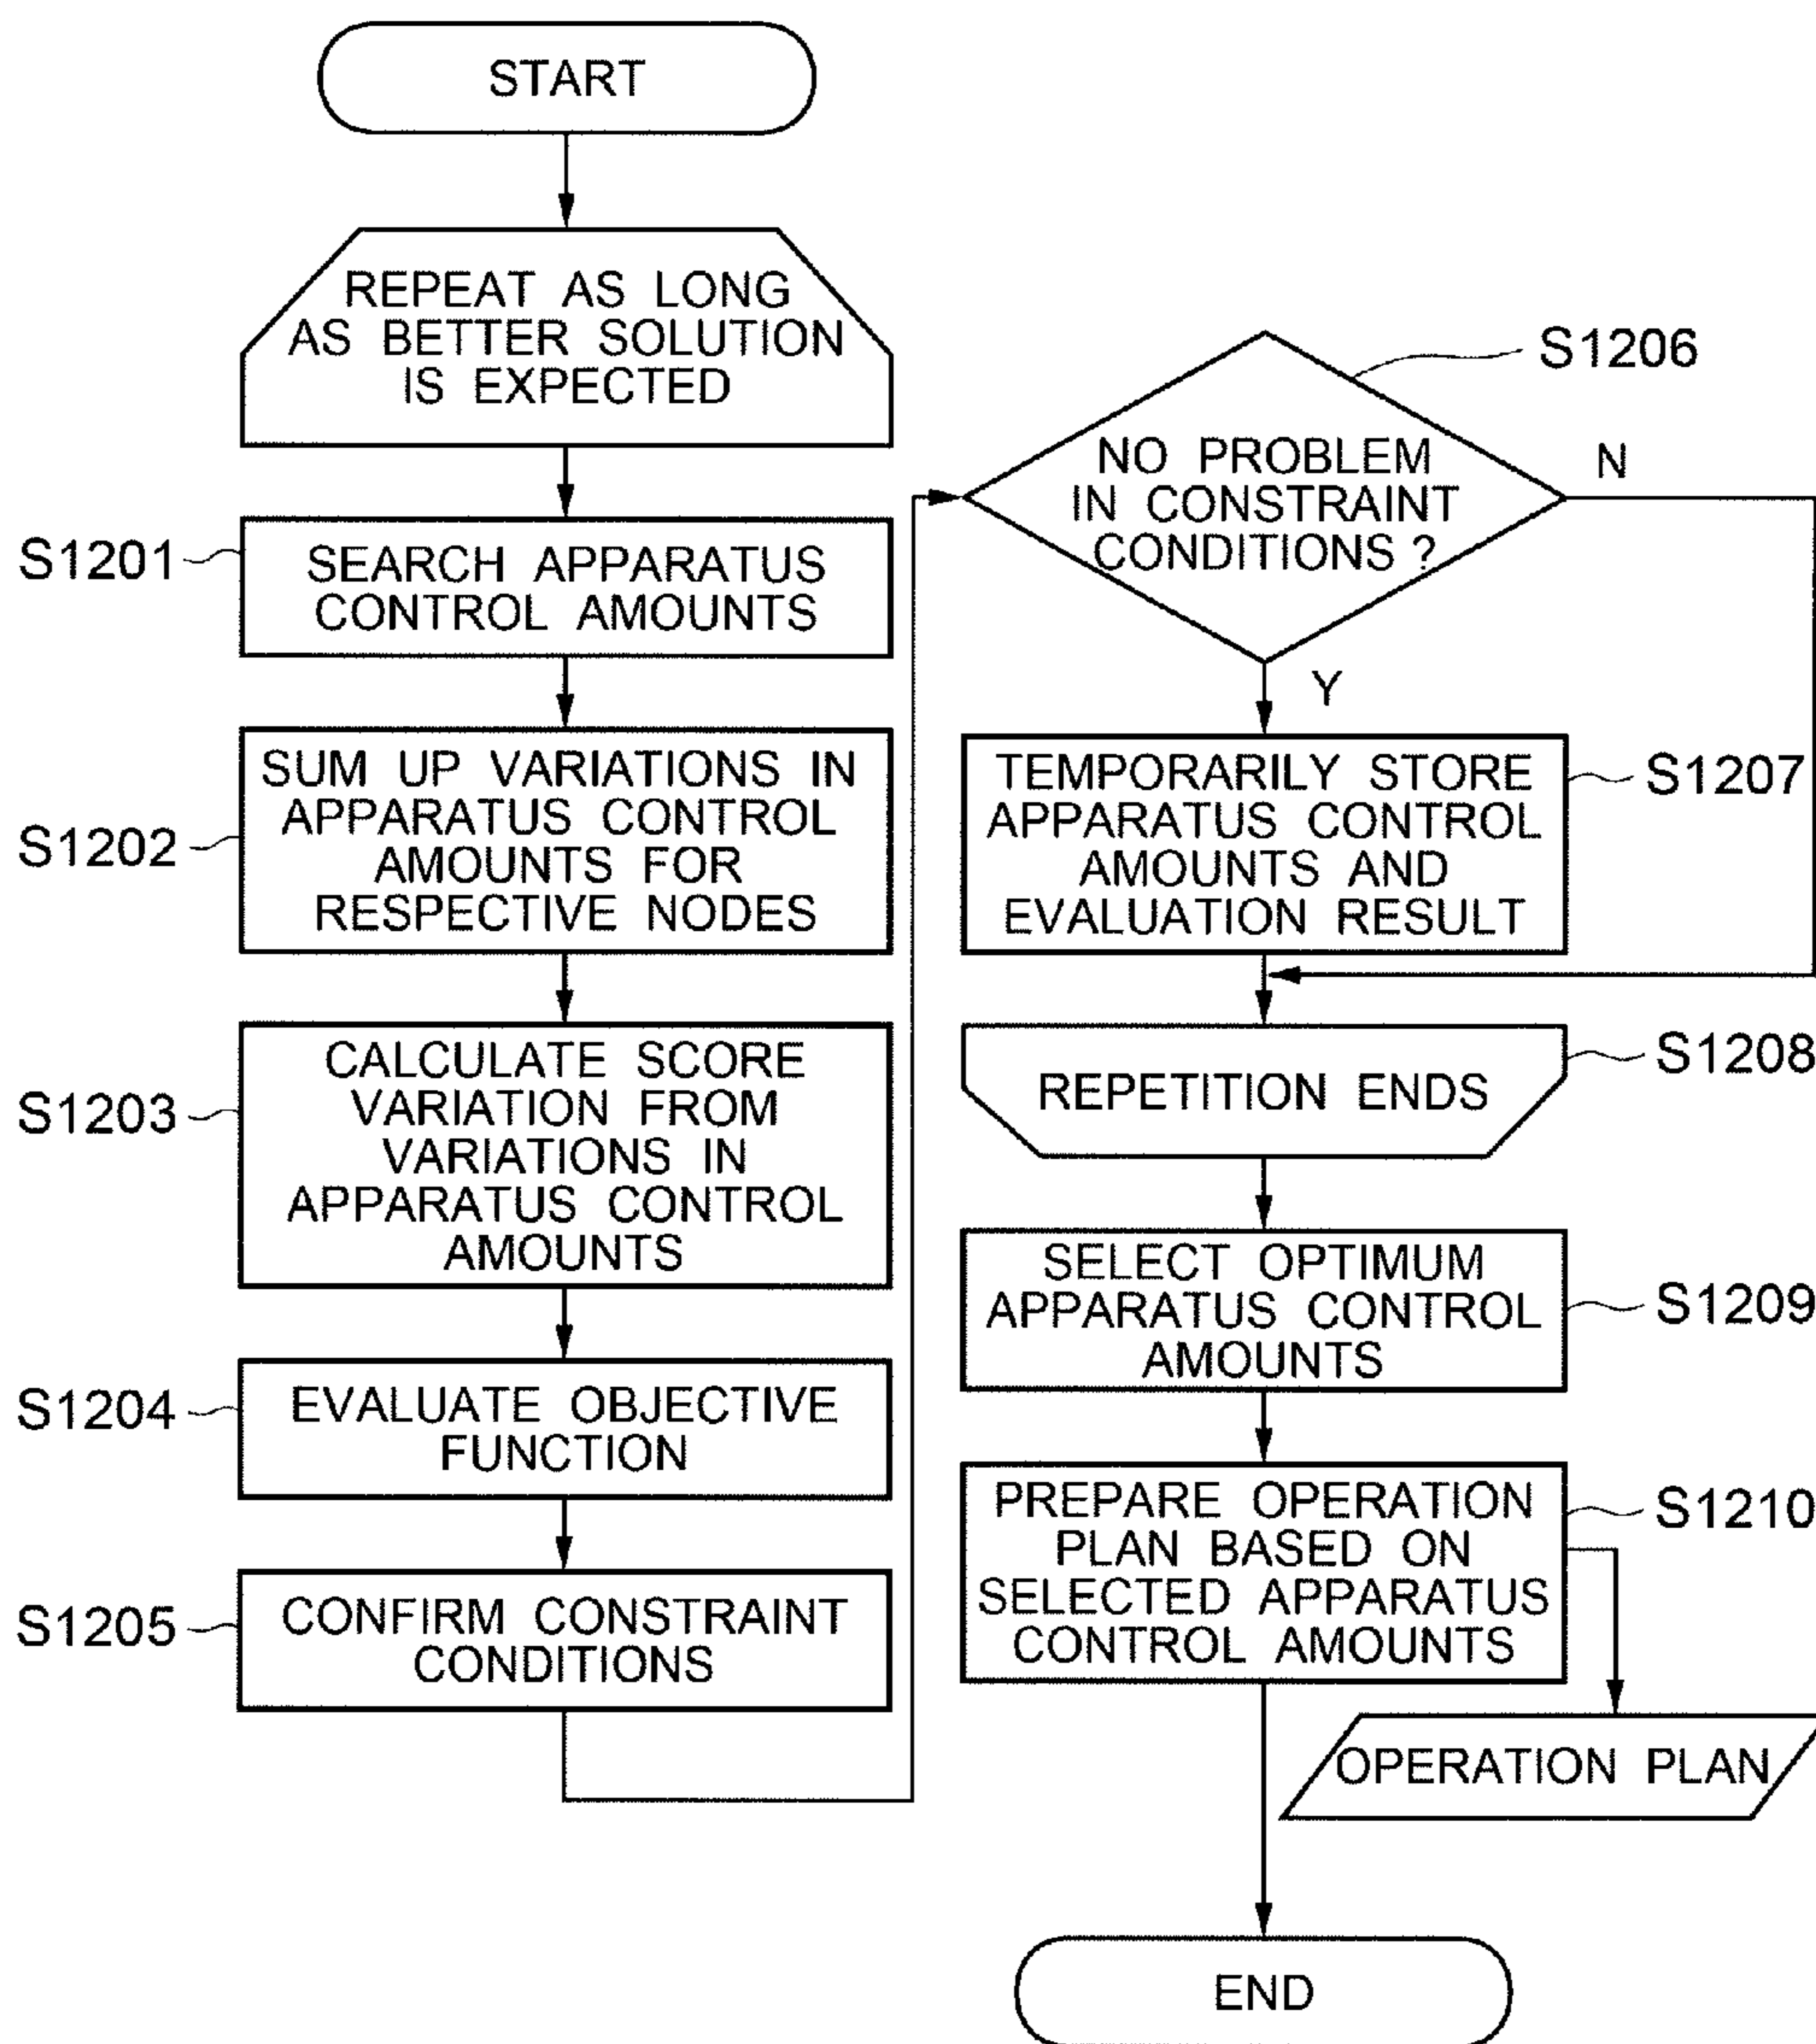 START
REPEAT AS LONG
AS BETTER SOLUTION
IS EXPECTED
S1201
SEARCH APPARATUS
CONTROL AMOUNTS
S1202
SUM UP VARIATIONS IN
APPARATUS CONTROL
AMOUNTS FOR
RESPECTIVE NODES
S1203
CALCULATE SCORE
VARIATION FROM
VARIATIONS IN
APPARATUS CONTROL
AMOUNTS
S1204
EVALUATE OBJECTIVE
FUNCTION
S1205
CONFIRM CONSTRAINT
CONDITIONS
S1206
NO PROBLEM
IN CONSTRAINT
CONDITIONS ?
N
Y
TEMPORARILY STORE
APPARATUS CONTROL
AMOUNTS AND
EVALUATION RESULT
S1207
REPETITION ENDS
S1208
SELECT OPTIMUM
APPARATUS CONTROL
AMOUNTS
S1209
PREPARE OPERATION
PLAN BASED ON
SELECTED APPARATUS
CONTROL AMOUNTS
S1210
OPERATION PLAN
END